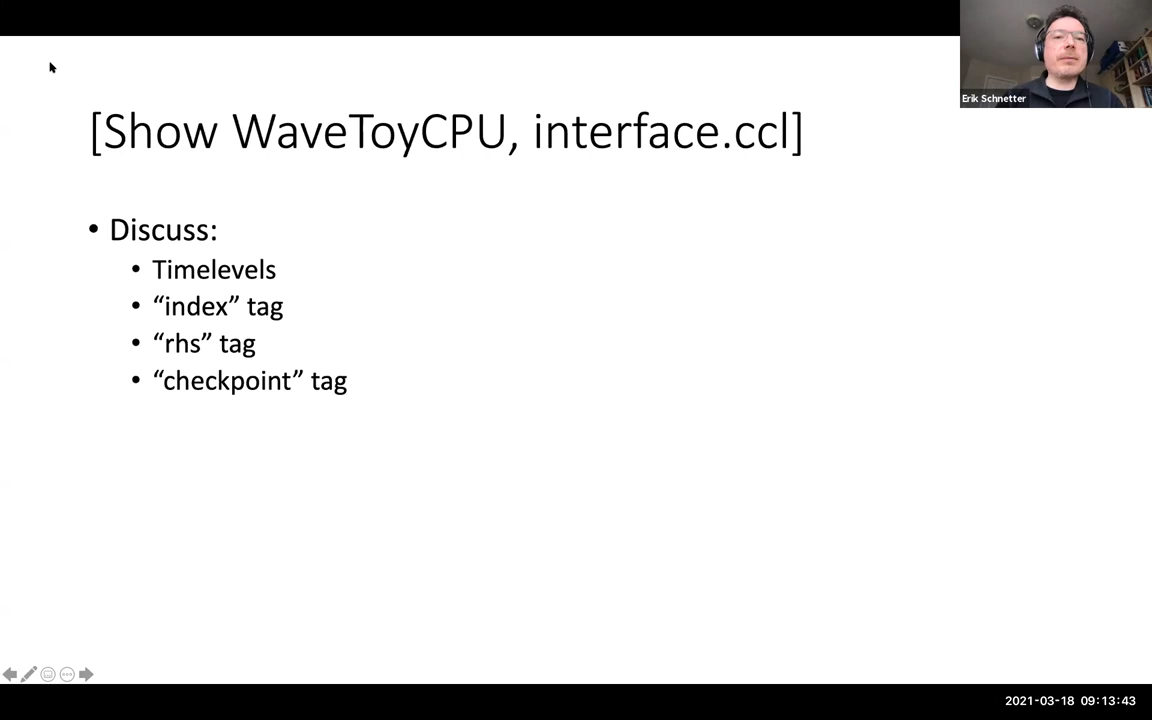 Erik Schnetter
[Show WaveToyCPU, interface.ccl]
• Discuss:
• Timelevels
• “index” tag
• “rhs” tag
• “checkpoint” tag
2021-03-18 09:13:43